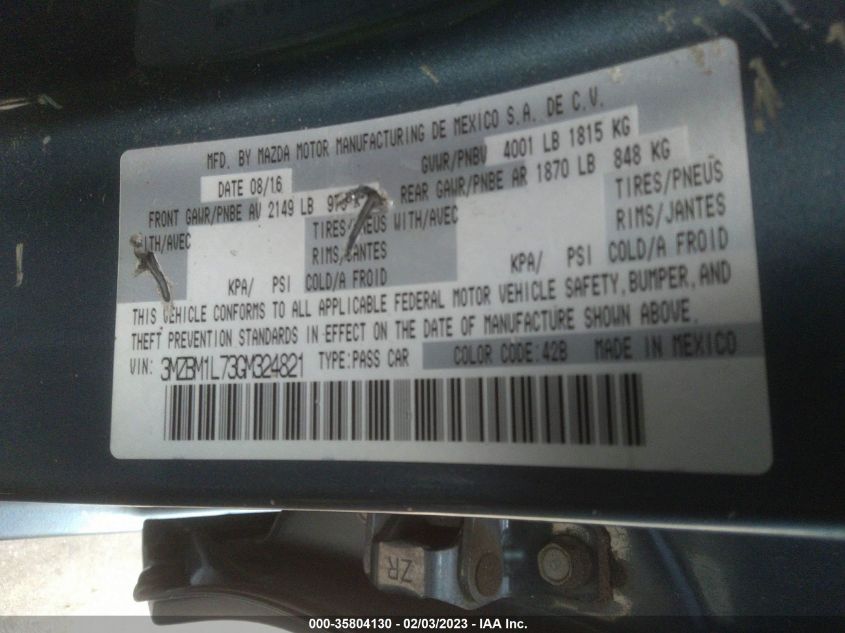 MFD. BY MAZDA MOTOR MANUFACTURING DE MEXICO S.A. DE C.V.
DATE 08/16 GVWR/PNBV 4001 LB 1815 KG
FRONT GAWR/PNBE AV 2149 LB REAR GAWR/PNBE AR 1870 LB 848 KG
WITH/AVEC TIRES/PNEUS WITH/AVEC TIRES/PNEUS
RIMS/JANTES RIMS/JANTES
KPA/ PSI COLD/A FROID KPA/ PSI COLD/A FROID
THIS VEHICLE CONFORMS TO ALL APPLICABLE FEDERAL MOTOR VEHICLE SAFETY, BUMPER, AND
THEFT PREVENTION STANDARDS IN EFFECT ON THE DATE OF MANUFACTURE SHOWN ABOVE.
VIN: 3MZBM1L73GM324821 TYPE:PASS CAR COLOR CODE:42B MADE IN MEXICO
ZR
000-35804130 - 02/03/2023 - IAA Inc.